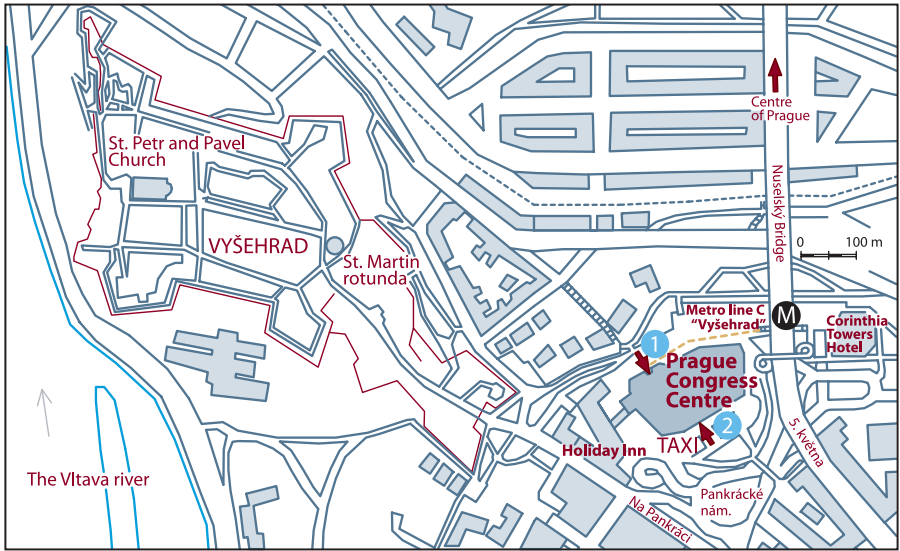 Centre
of Prague
St. Petr and Pavel
Church
Nuselský Bridge
VYŠEHRAD
St. Martin
rotunda
0 100 m
Metro line C
"Vyšehrad"
M
Corinthia
Towers
Hotel
1
Prague
Congress
Centre
2
TAXI
Holiday Inn
5. května
The Vltava river
Pankrácké
nám.
Na Pankráci